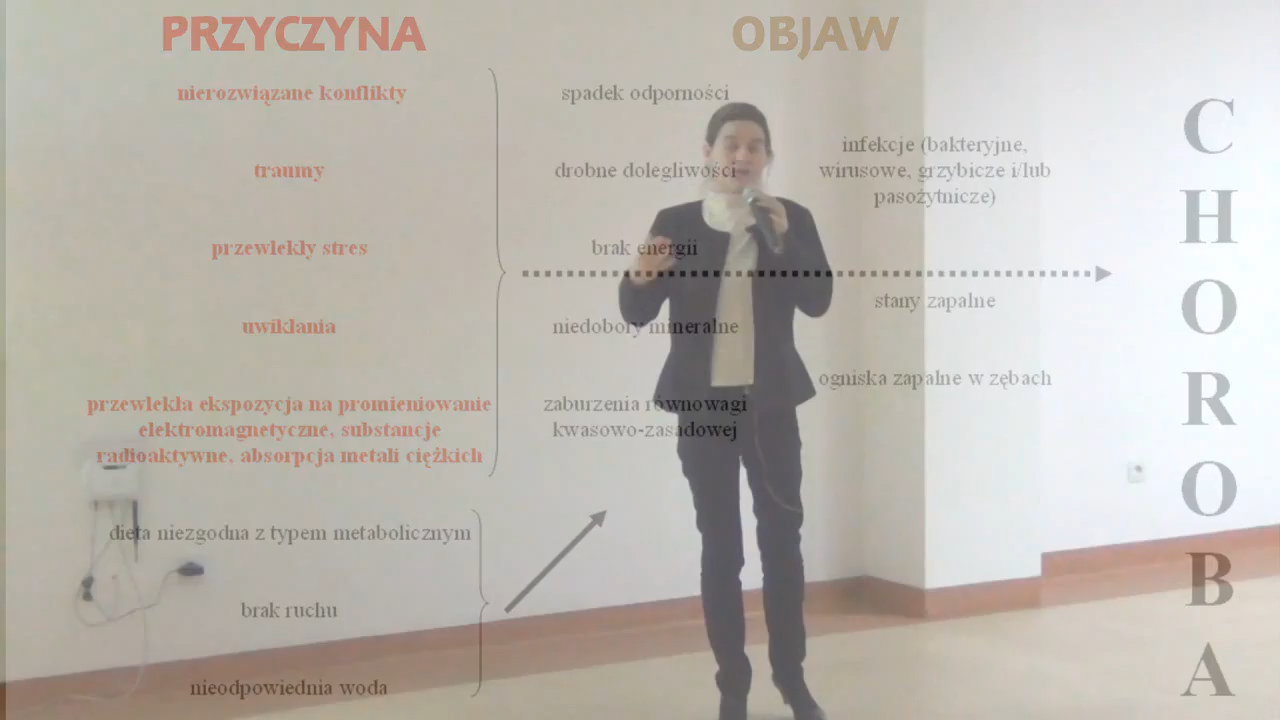 PRZYCZYNA
nierozwiązane konflikty
traumy
przewlekły stres
uwikłania
przewlekła ekspozycja na promieniowanie
elektromagnetyczne, substancje
radioaktywne, absorpcja metali ciężkich
dieta niezgodna z typem metabolicznym
brak ruchu
nieodpowiednia woda
OBJAW
spadek odporności
drobne dolegliwości
brak energii
niedobory mineralne
zaburzenia równowagi
kwasowo-zasadowej
infekcje (bakteryjne,
wirusowe, grzybicze i/lub
pasożytnicze)
stany zapalne
ogniska zapalne w zębach
CHOROBA